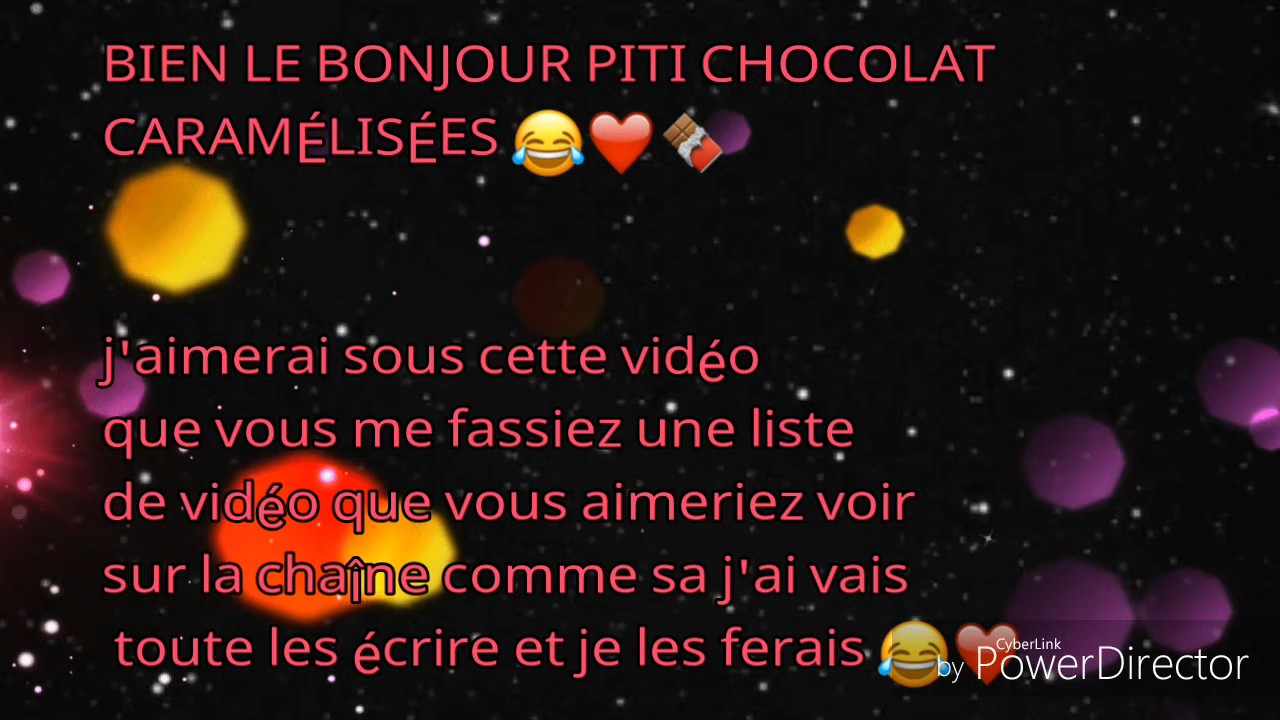 BIEN LE BONJOUR PITI CHOCOLAT
CARAMÉLISÉES 😂❤️🍫
j'aimerai sous cette vidéo
que vous me fassiez une liste
de vidéo que vous aimeriez voir
sur la chaîne comme sa j'ai vais
toute les écrire et je les ferais 😂❤️
CyberLink
by PowerDirector